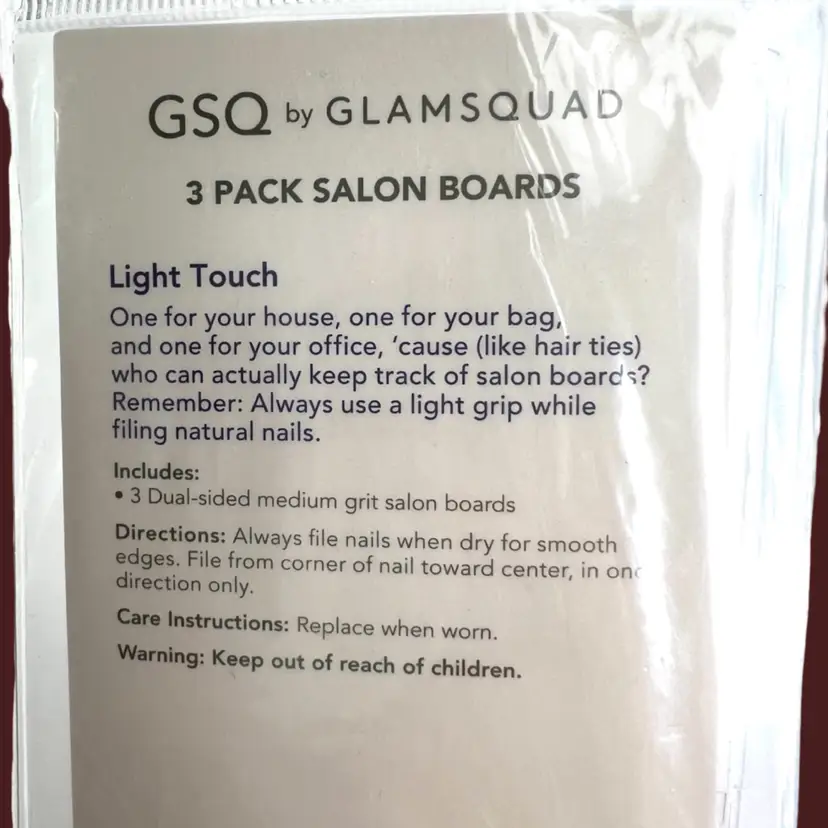 GSQ by GLAMSQUAD
3 PACK SALON BOARDS
Light Touch
One for your house, one for your bag,
and one for your office, ‘cause (like hair ties)
who can actually keep track of salon boards?
Remember: Always use a light grip while
filing natural nails.
Includes:
• 3 Dual-sided medium grit salon boards
Directions: Always file nails when dry for smooth
edges. File from corner of nail toward center, in one
direction only.
Care Instructions: Replace when worn.
Warning: Keep out of reach of children.